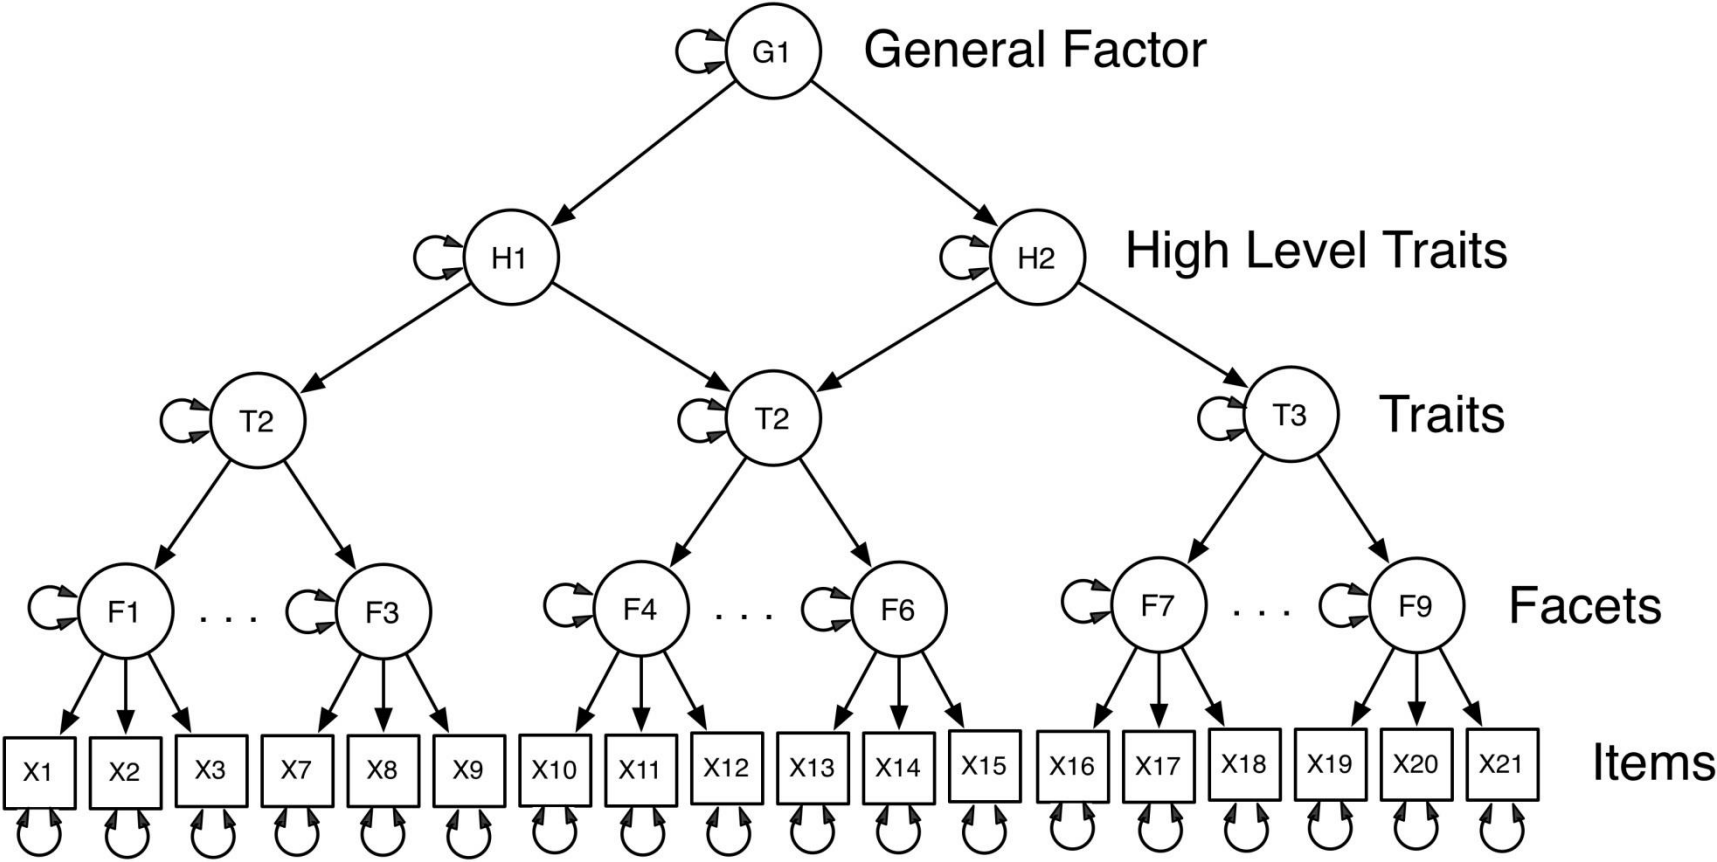 G1 General Factor
H1 H2 High Level Traits
T2 T2 T3 Traits
F1 . . . F3 F4 . . . F6 F7 . . . F9 Facets
X1 X2 X3 X7 X8 X9 X10 X11 X12 X13 X14 X15 X16 X17 X18 X19 X20 X21 Items